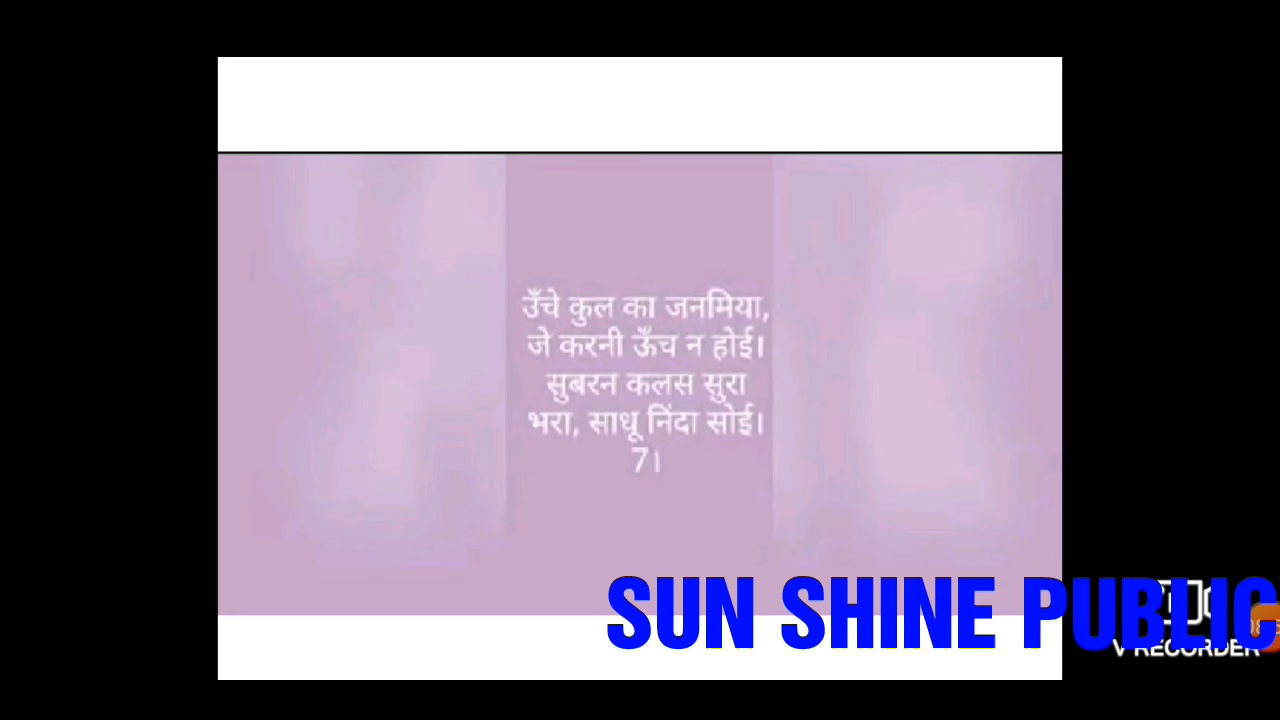 उँचे कुल का जनमिया,
जे करनी ऊँच न होई।
सुबरन कलस सुरा
भरा, साधू निंदा सोई।
7।
SUN SHINE PUBLIC
V RECORDER